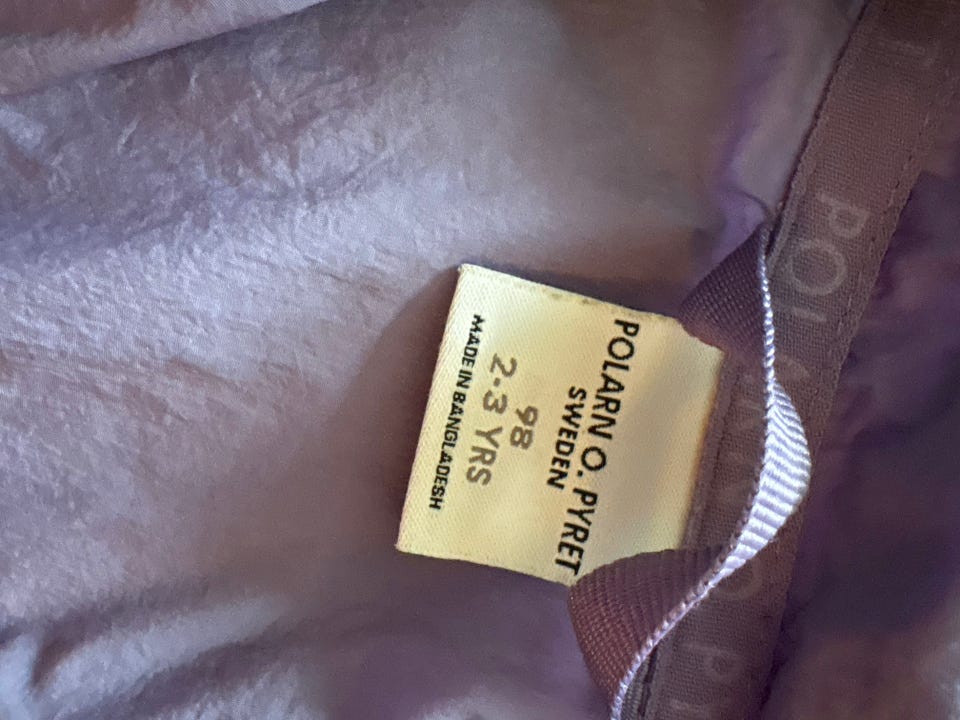 POLARN O. PYRET
SWEDEN
98
2-3 YRS
MADE IN BANGLADESH